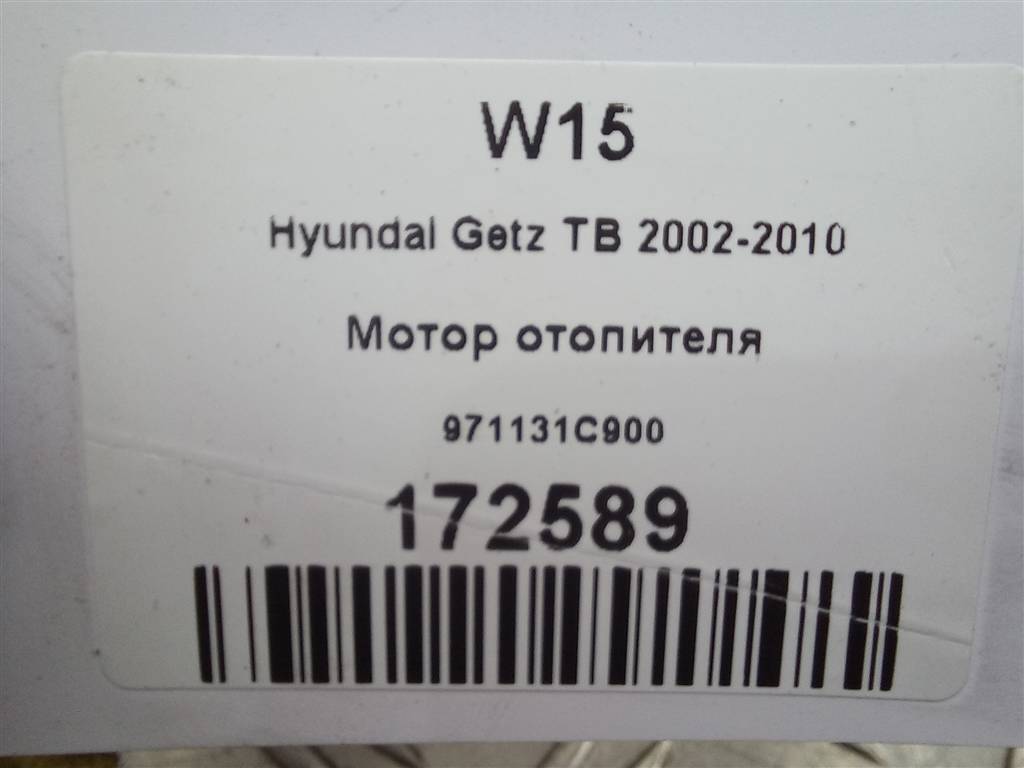 W15
Hyundai Getz TB 2002-2010
Мотор отопителя
971131C900
172589